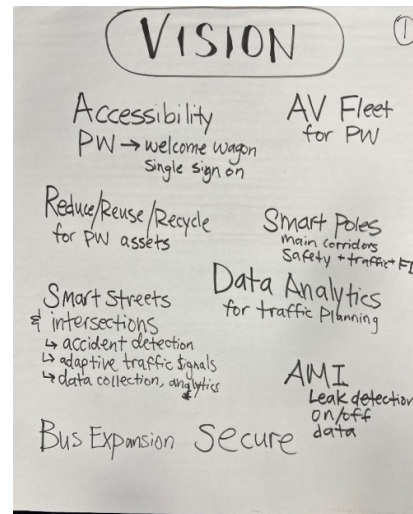 VISION
1
Accessibility
PW → welcome wagon
single sign on
AV Fleet
for PW
Reduce/Reuse/Recycle
for PW assets
Smart Poles
main corridors
Safety + traffic +
Data Analytics
for traffic planning
Smart Streets
& intersections
↳ accident detection
↳ adaptive traffic signals
↳ data collection, analytics
*
AMI
Leak detection
on/off
data
Bus Expansion
Secure